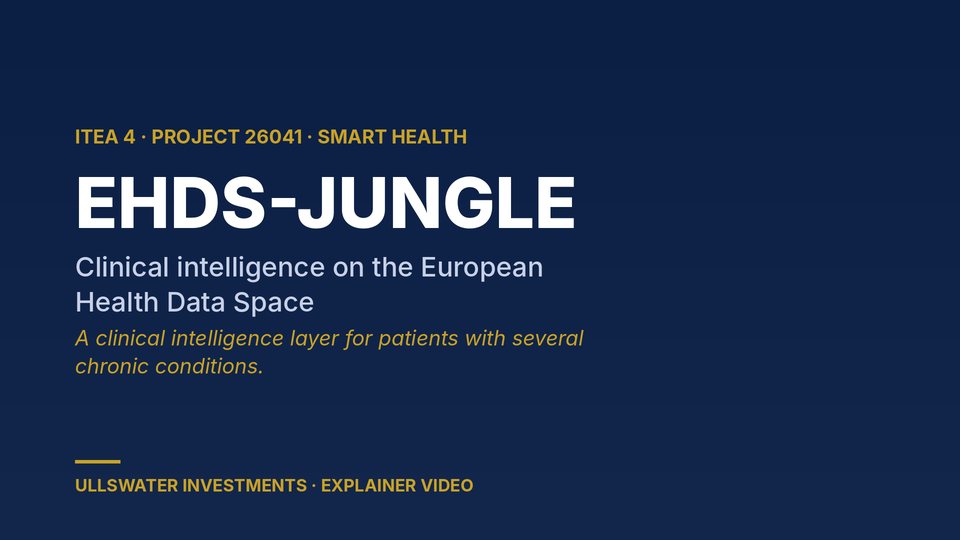 ITEA 4 · PROJECT 26041 · SMART HEALTH
EHDS-JUNGLE
Clinical intelligence on the European
Health Data Space
A clinical intelligence layer for patients with several
chronic conditions.
ULLSWATER INVESTMENTS · EXPLAINER VIDEO